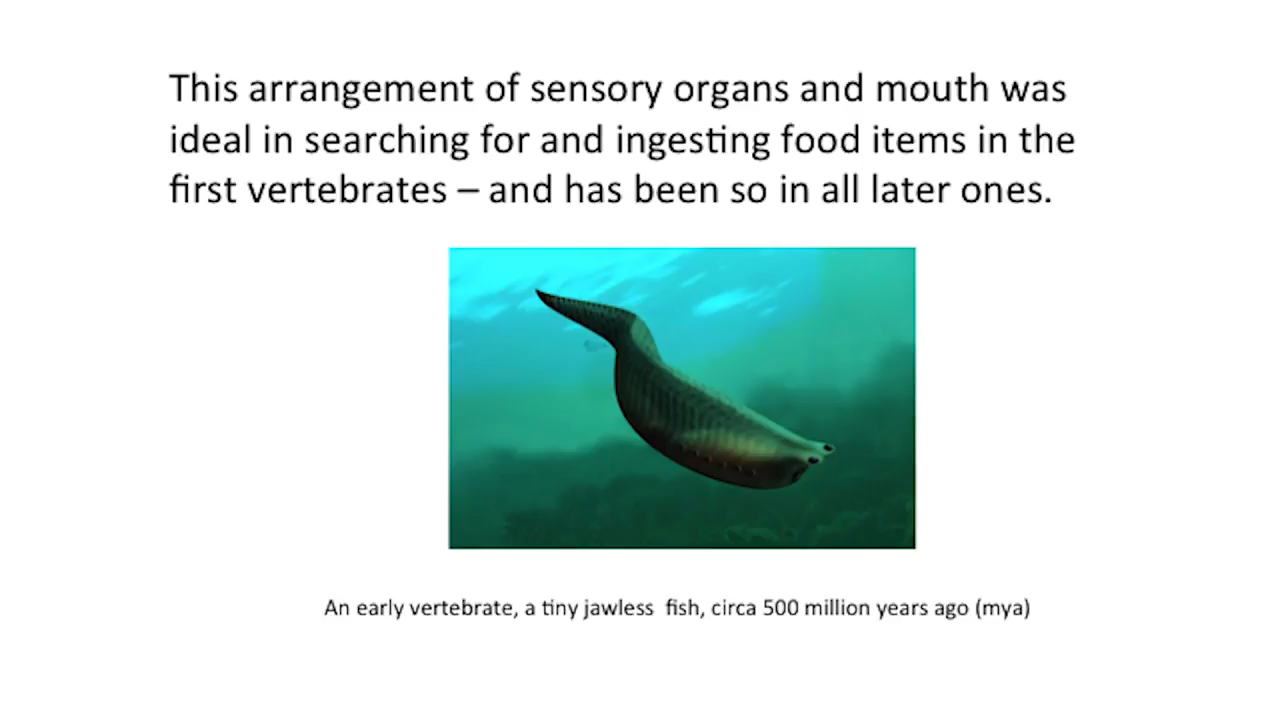 This arrangement of sensory organs and mouth was
ideal in searching for and ingesting food items in the
first vertebrates – and has been so in all later ones.
An early vertebrate, a tiny jawless  fish, circa 500 million years ago (mya)